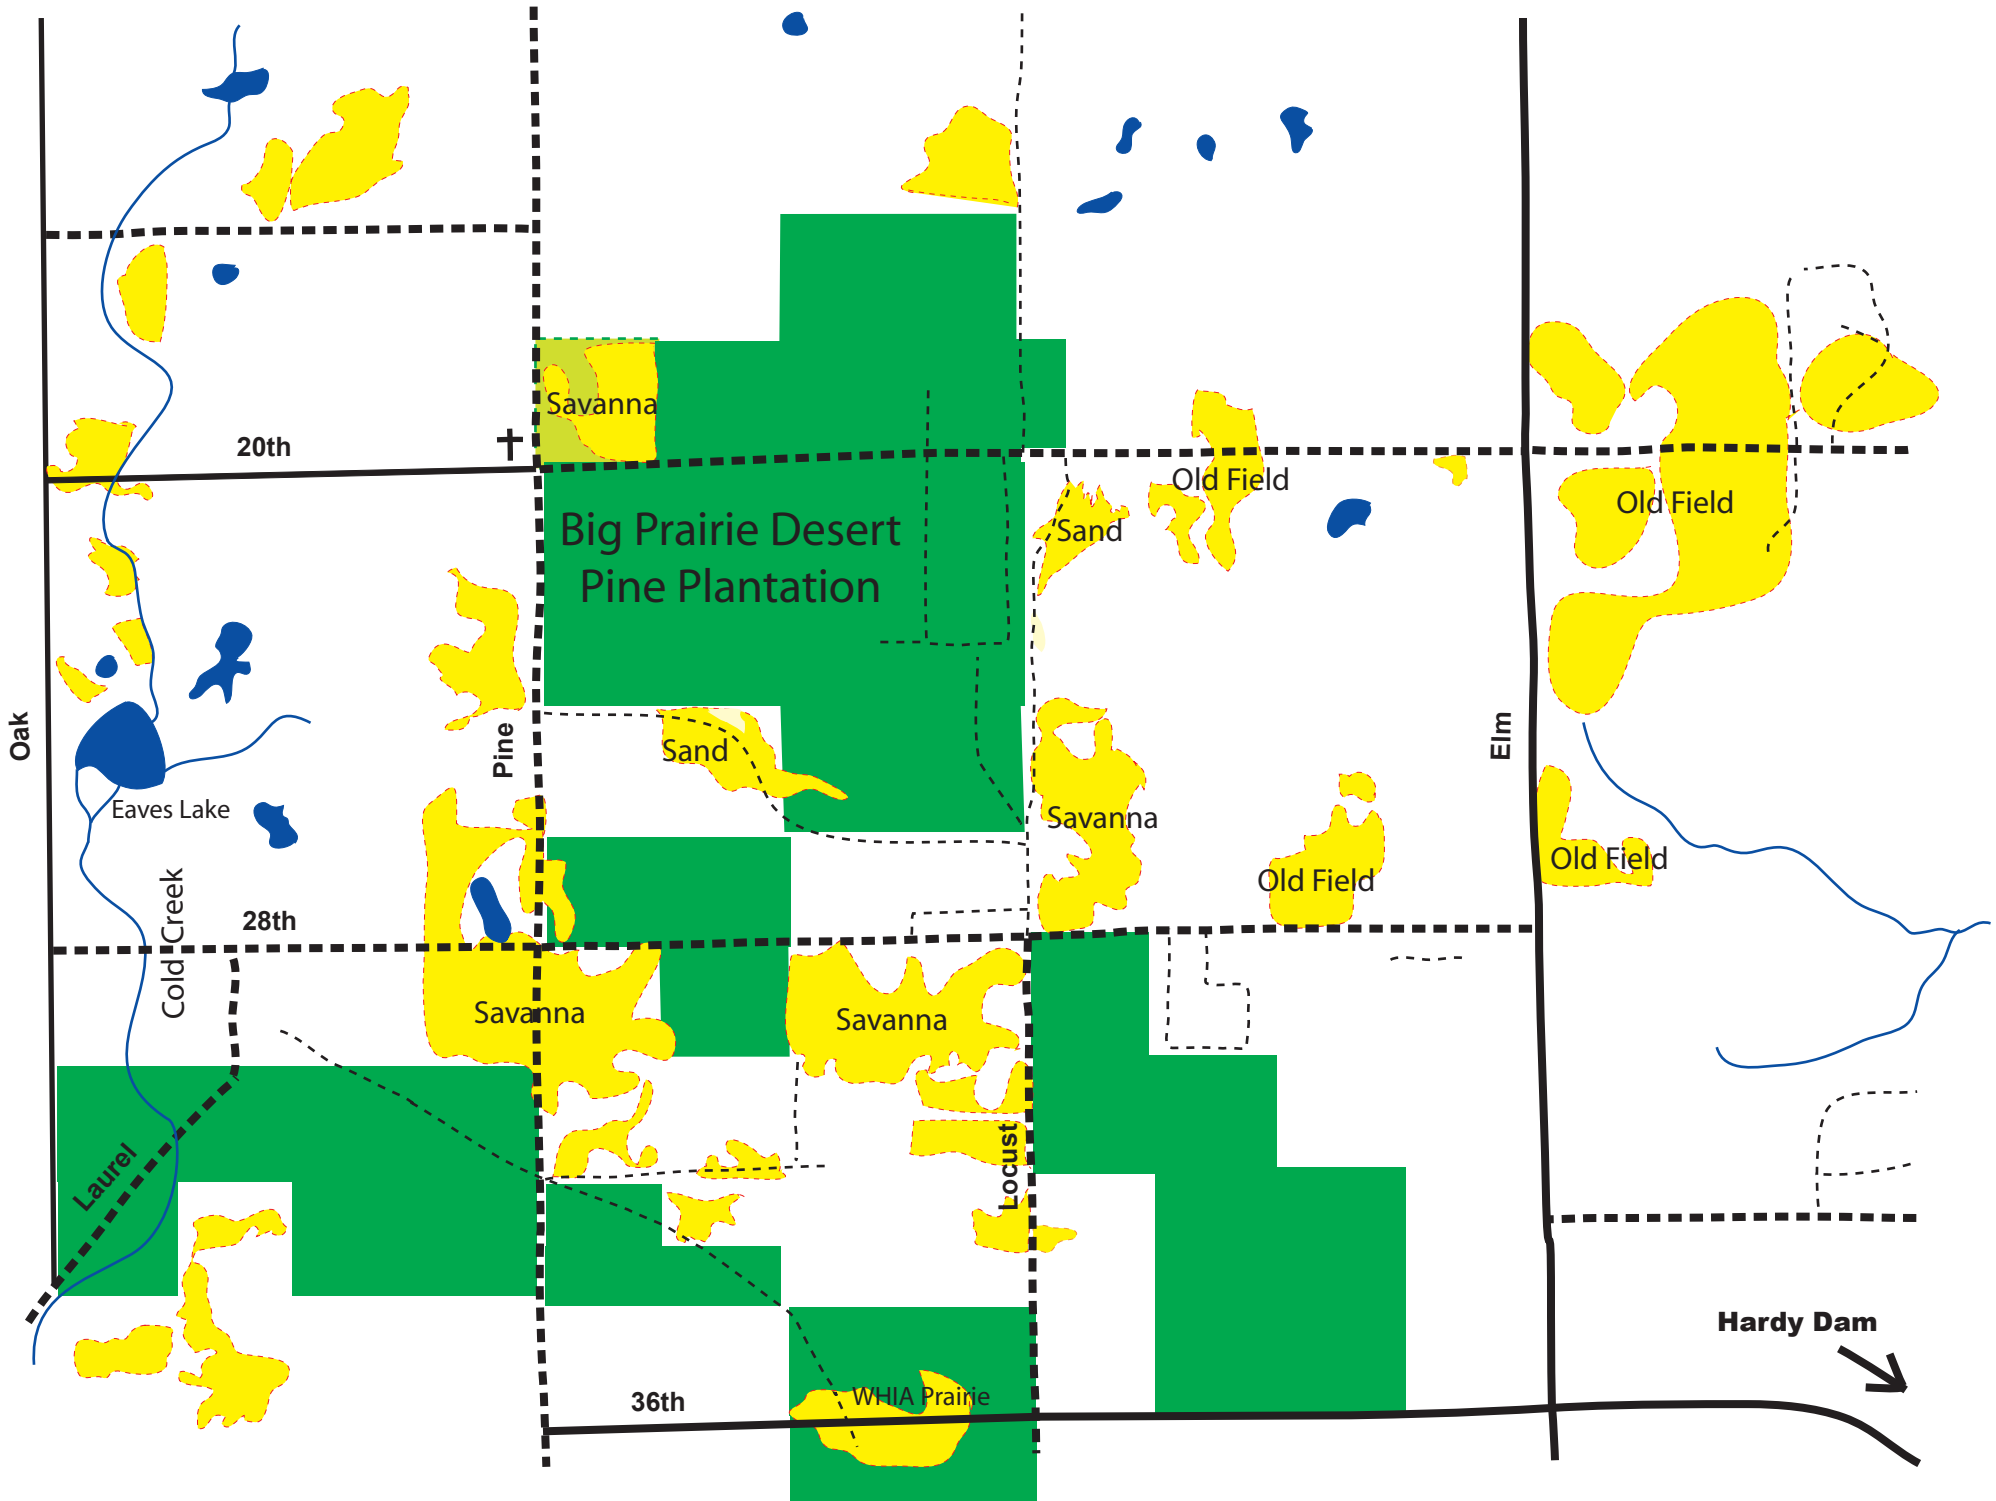 Savanna
20th
Old Field
Old Field
Big Prairie Desert
Pine Plantation
Sand
Oak
Pine
Sand
Elm
Eaves Lake
Savanna
Old Field
Old Field
Cold Creek
28th
Savanna
Savanna
Laurel
Locust
Hardy Dam
36th
WHIA Prairie